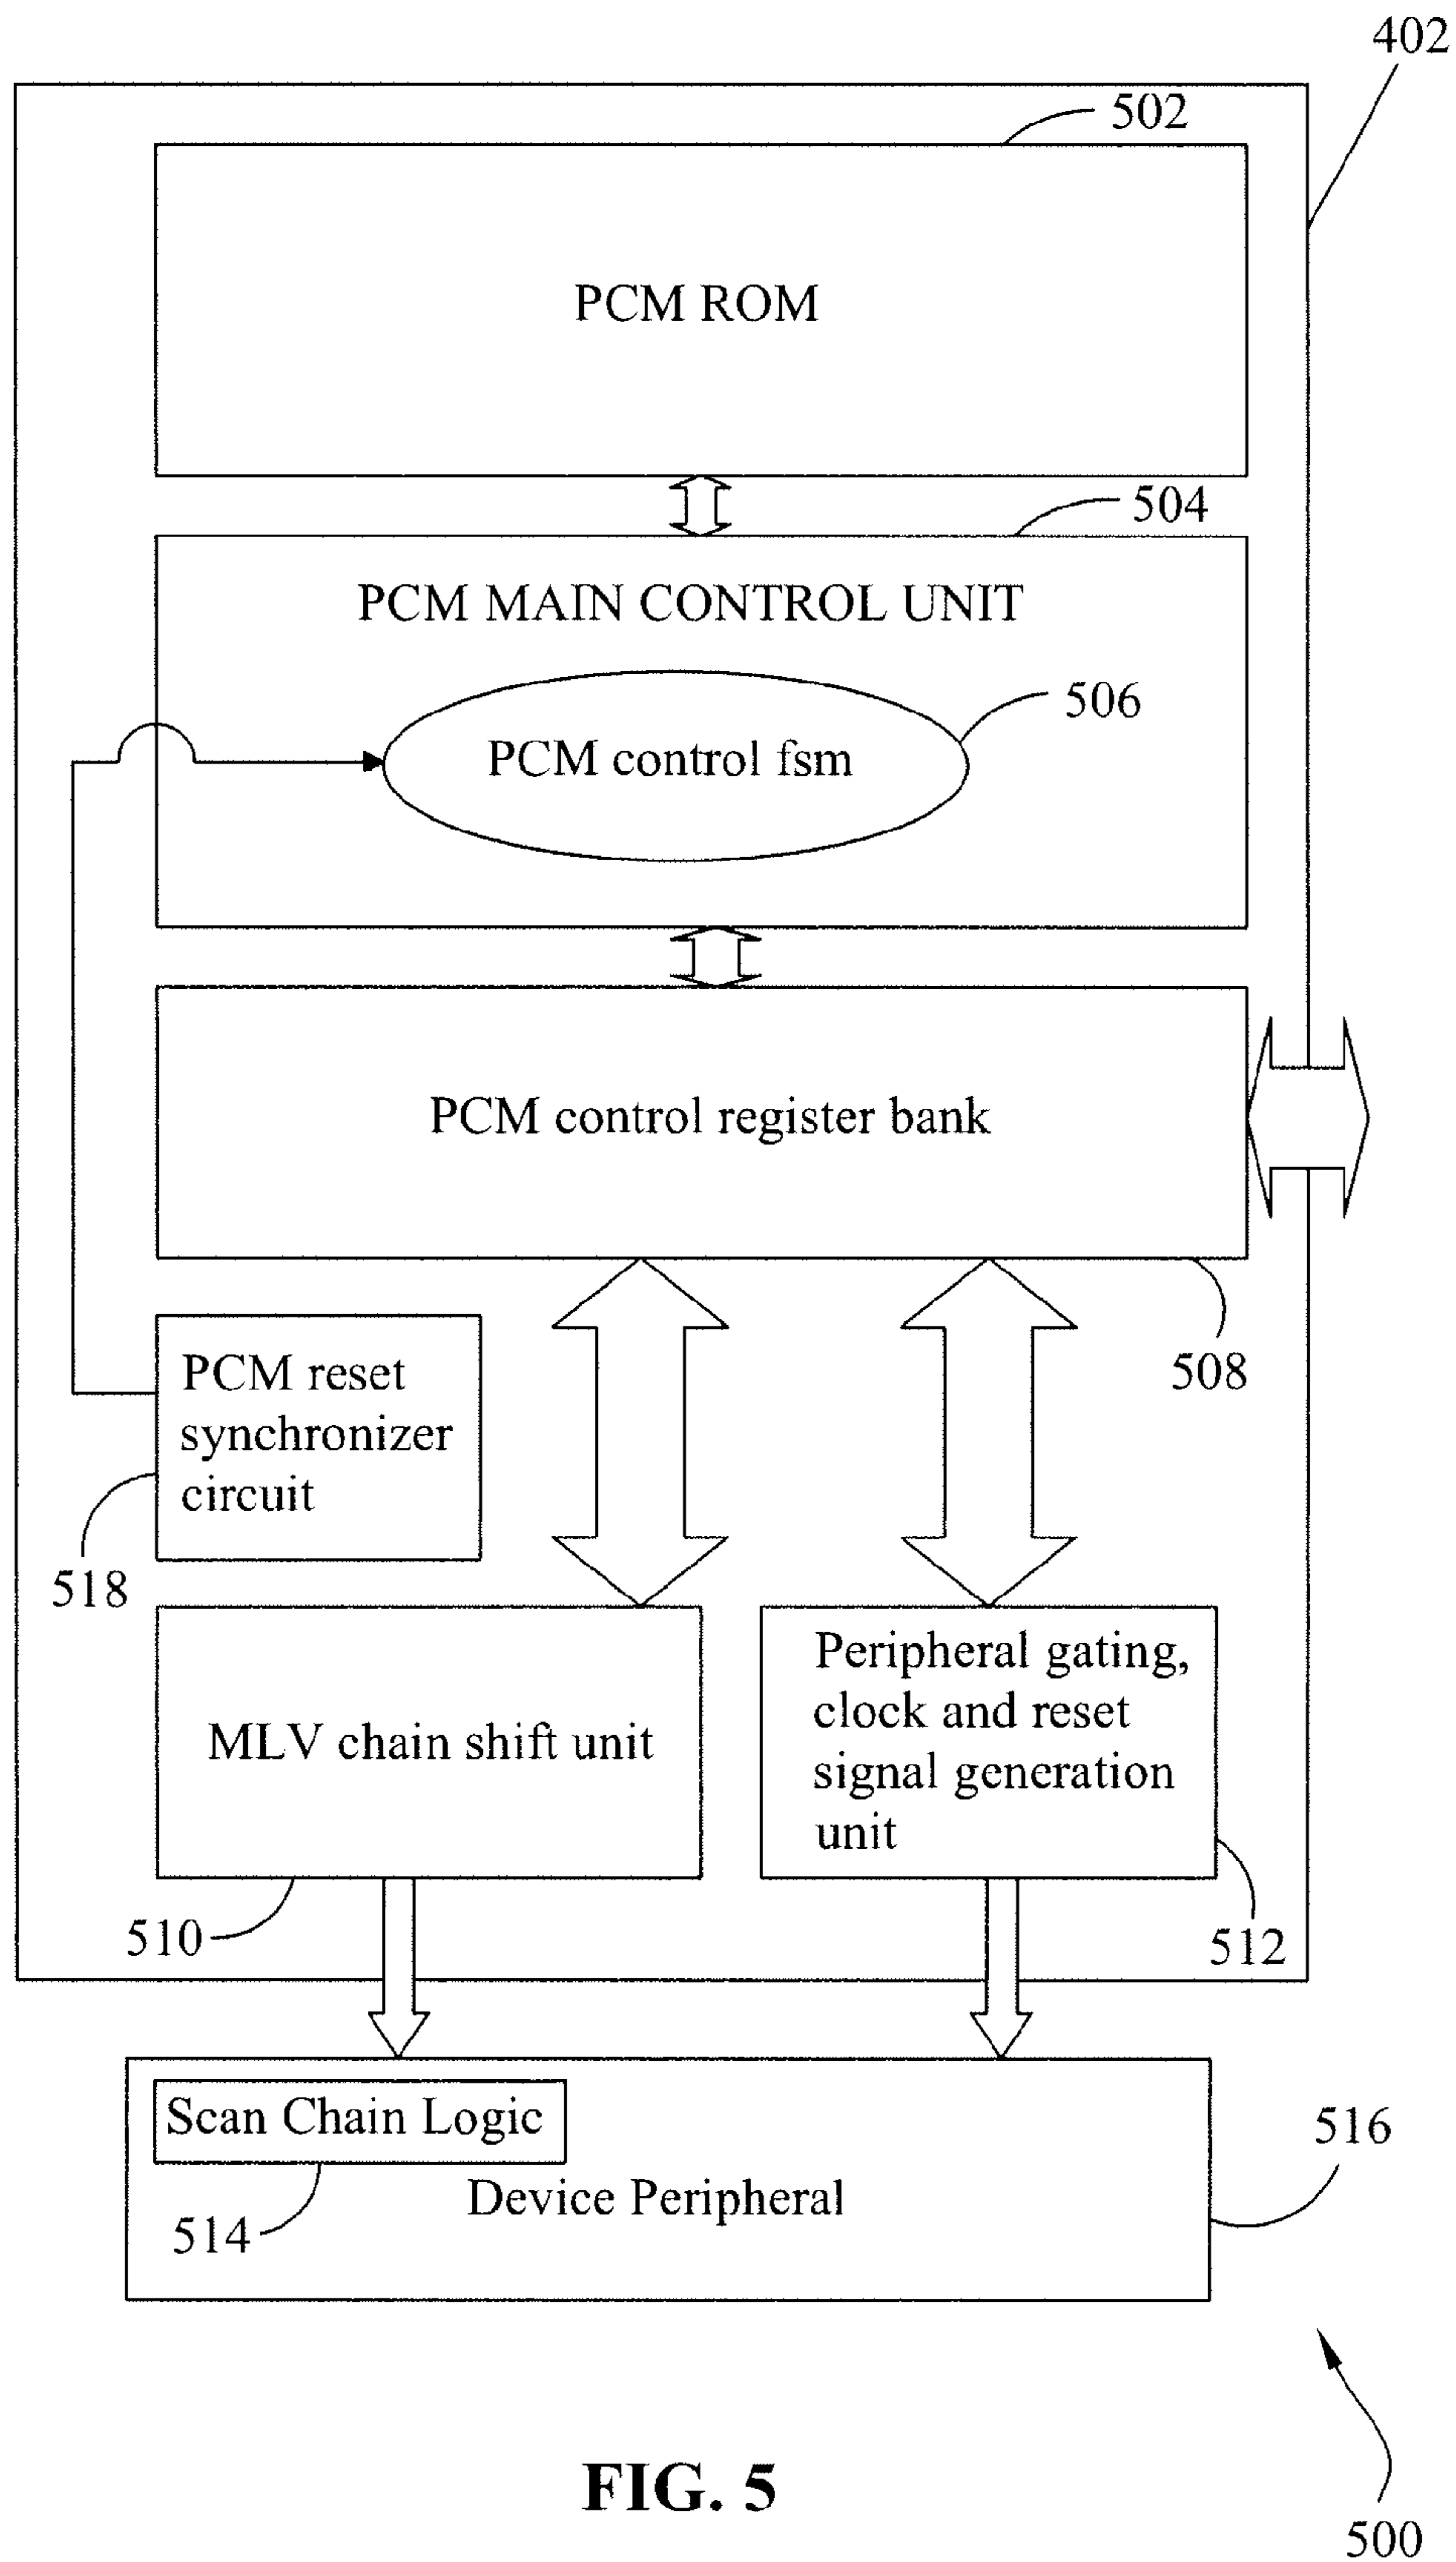 402
502
PCM ROM
504
PCM MAIN CONTROL UNIT
506
PCM control fsm
PCM control register bank
508
PCM reset
synchronizer
circuit
518
MLV chain shift unit
Peripheral gating,
clock and reset
signal generation
unit
510
512
Scan Chain Logic
516
Device Peripheral
514
FIG. 5
500